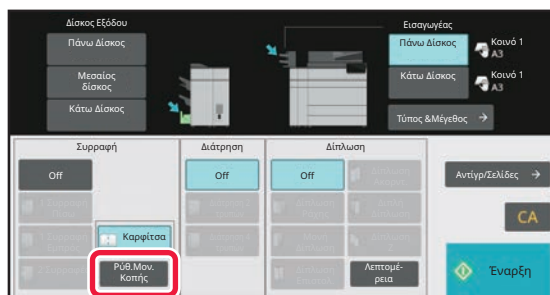 Δίσκος Εξόδου
Πάνω Δίσκος
Μεσαίος
δίσκος
Κάτω Δίσκος
Εισαγωγέας
Πάνω Δίσκος
Κοινό 1
A3
Κάτω Δίσκος
Κοινό 1
A3
Τύπος &Μέγεθος
Συρραφή
Off
Καρφίτσα
Ρύθ.Μον.
Κοπής
Διάτρηση
Off
Δίπλωση
Off
Λεπτομέ-
ρεια
Αντίγρ/Σελίδες
CA
Έναρξη